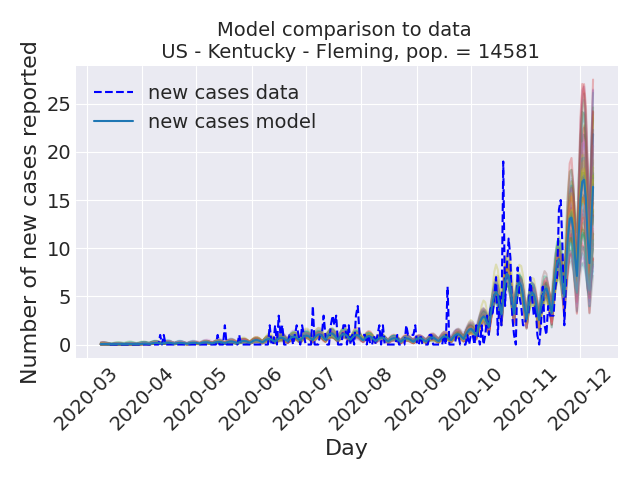 Model comparison to data
US - Kentucky - Fleming, pop. = 14581
Number of new cases reported
25
20
15
10
5
0
new cases data
new cases model
2020-03
2020-04
2020-05
2020-06
2020-07
2020-08
2020-09
2020-10
2020-11
2020-12
Day